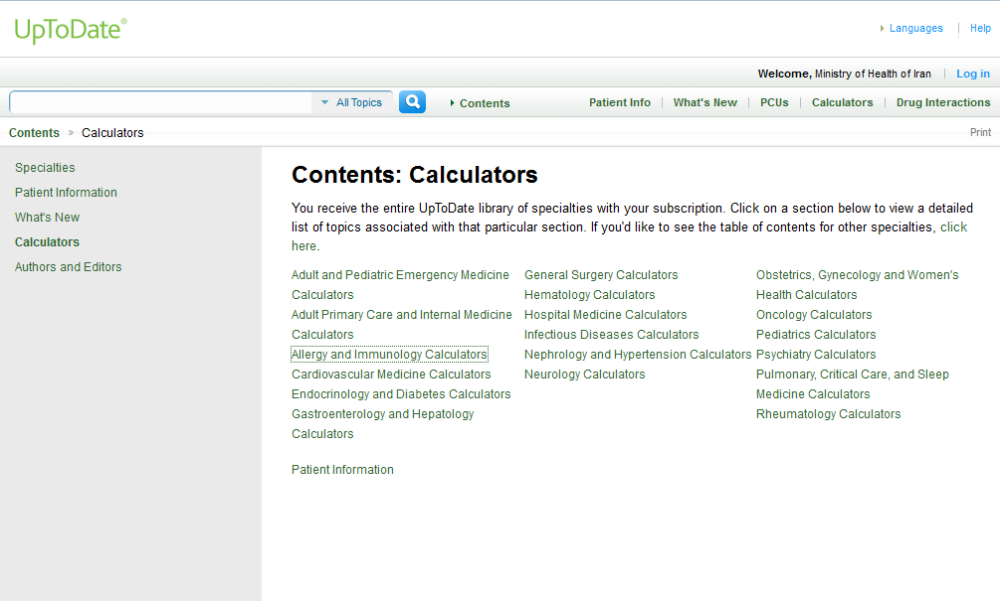 UpToDate®
Languages | Help
Welcome, Ministry of Health of Iran | Log in
All Topics
Contents
Patient Info | What's New | PCUs | Calculators | Drug Interactions
Contents » Calculators
Print
Specialties
Patient Information
What's New
Calculators
Authors and Editors
Contents: Calculators
You receive the entire UpToDate library of specialties with your subscription. Click on a section below to view a detailed
list of topics associated with that particular section. If you'd like to see the table of contents for other specialties, click
here.
Adult and Pediatric Emergency Medicine
Calculators
Adult Primary Care and Internal Medicine
Calculators
Allergy and Immunology Calculators
Cardiovascular Medicine Calculators
Endocrinology and Diabetes Calculators
Gastroenterology and Hepatology
Calculators
General Surgery Calculators
Hematology Calculators
Hospital Medicine Calculators
Infectious Diseases Calculators
Nephrology and Hypertension Calculators
Neurology Calculators
Obstetrics, Gynecology and Women's
Health Calculators
Oncology Calculators
Pediatrics Calculators
Psychiatry Calculators
Pulmonary, Critical Care, and Sleep
Medicine Calculators
Rheumatology Calculators
Patient Information